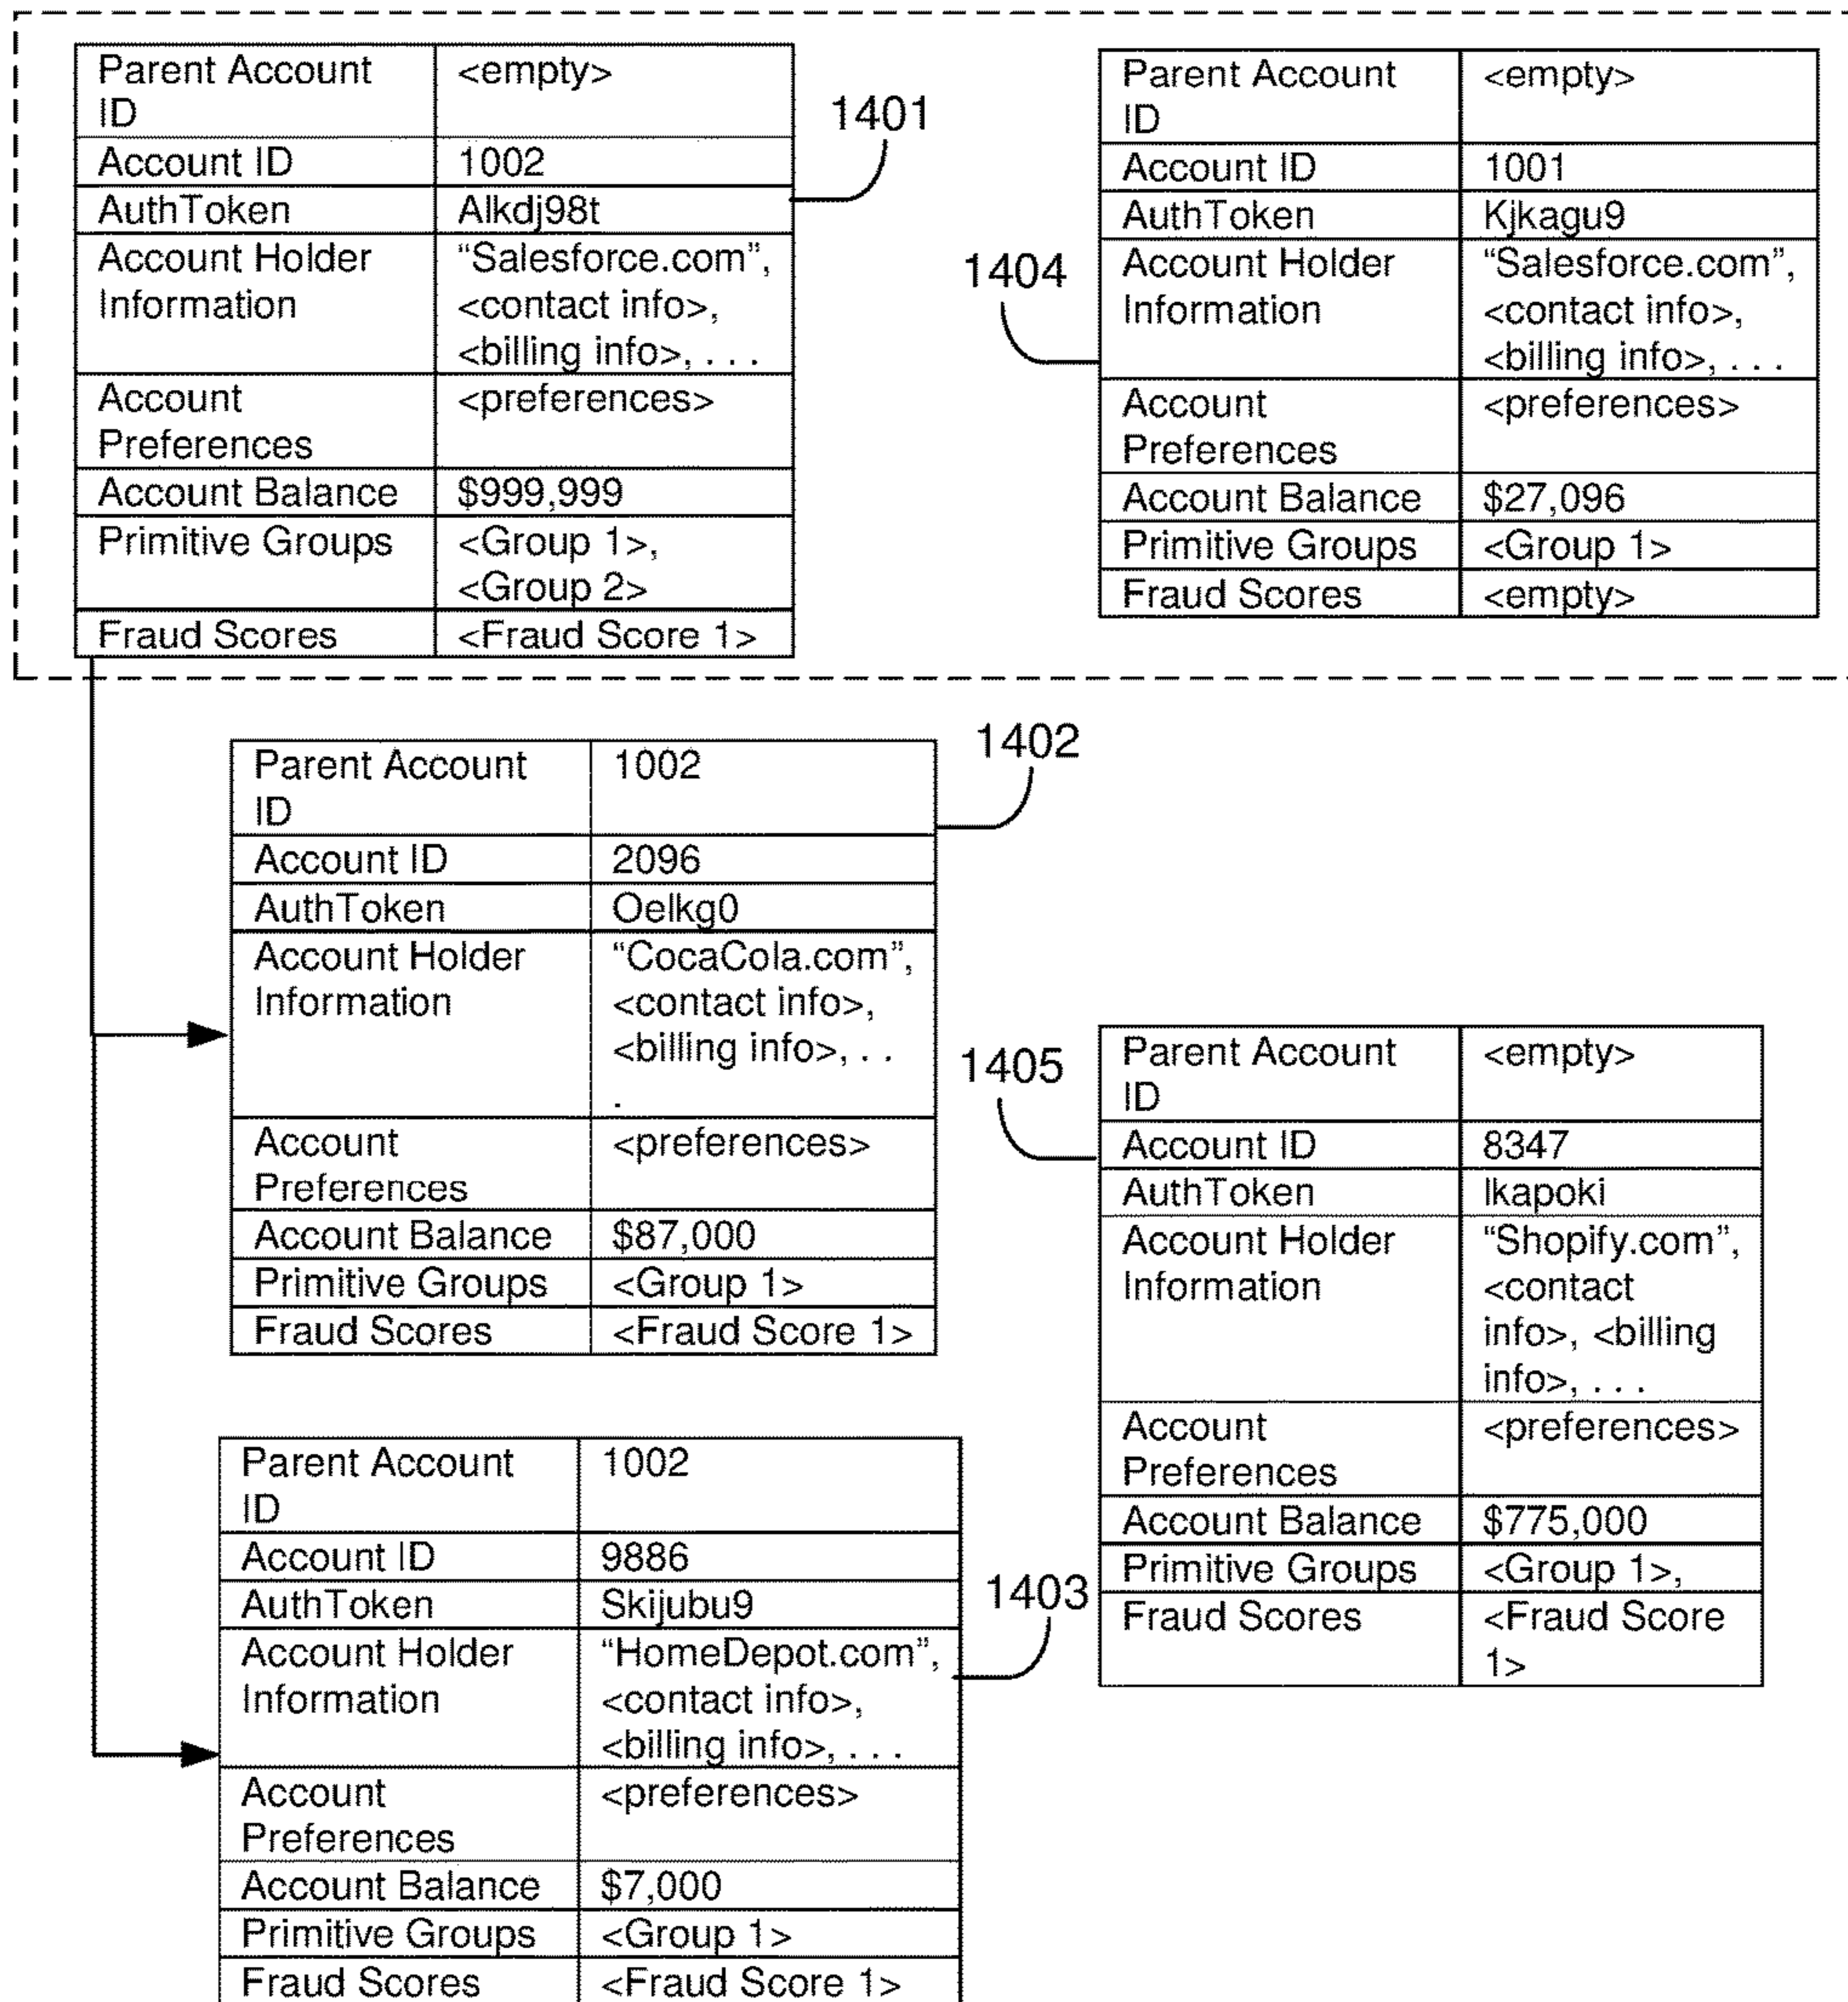 Parent Account <empty>
ID
Account ID 1002
AuthToken Alkdj98t
Account Holder "Salesforce.com",
Information <contact info>,
<billing info>, . . .
Account <preferences>
Preferences
Account Balance $999,999
Primitive Groups <Group 1>,
<Group 2>
Fraud Scores <Fraud Score 1>
1401
Parent Account <empty>
ID
Account ID 1001
AuthToken Kjkagu9
Account Holder "Salesforce.com",
Information <contact info>,
<billing info>, . . .
Account <preferences>
Preferences
Account Balance $27,096
Primitive Groups <Group 1>
Fraud Scores <empty>
1404
Parent Account 1002
ID
Account ID 2096
AuthToken Oelkg0
Account Holder "CocaCola.com",
Information <contact info>,
<billing info>, . .
.
Account <preferences>
Preferences
Account Balance $87,000
Primitive Groups <Group 1>
Fraud Scores <Fraud Score 1>
1402
Parent Account <empty>
ID
Account ID 8347
AuthToken Ikapoki
Account Holder "Shopify.com",
Information <contact
info>, <billing
info>, . . .
Account <preferences>
Preferences
Account Balance $775,000
Primitive Groups <Group 1>,
Fraud Scores <Fraud Score
1>
1405
Parent Account 1002
ID
Account ID 9886
AuthToken Skijubu9
Account Holder "HomeDepot.com",
Information <contact info>,
<billing info>, . . .
Account <preferences>
Preferences
Account Balance $7,000
Primitive Groups <Group 1>
Fraud Scores <Fraud Score 1>
1403